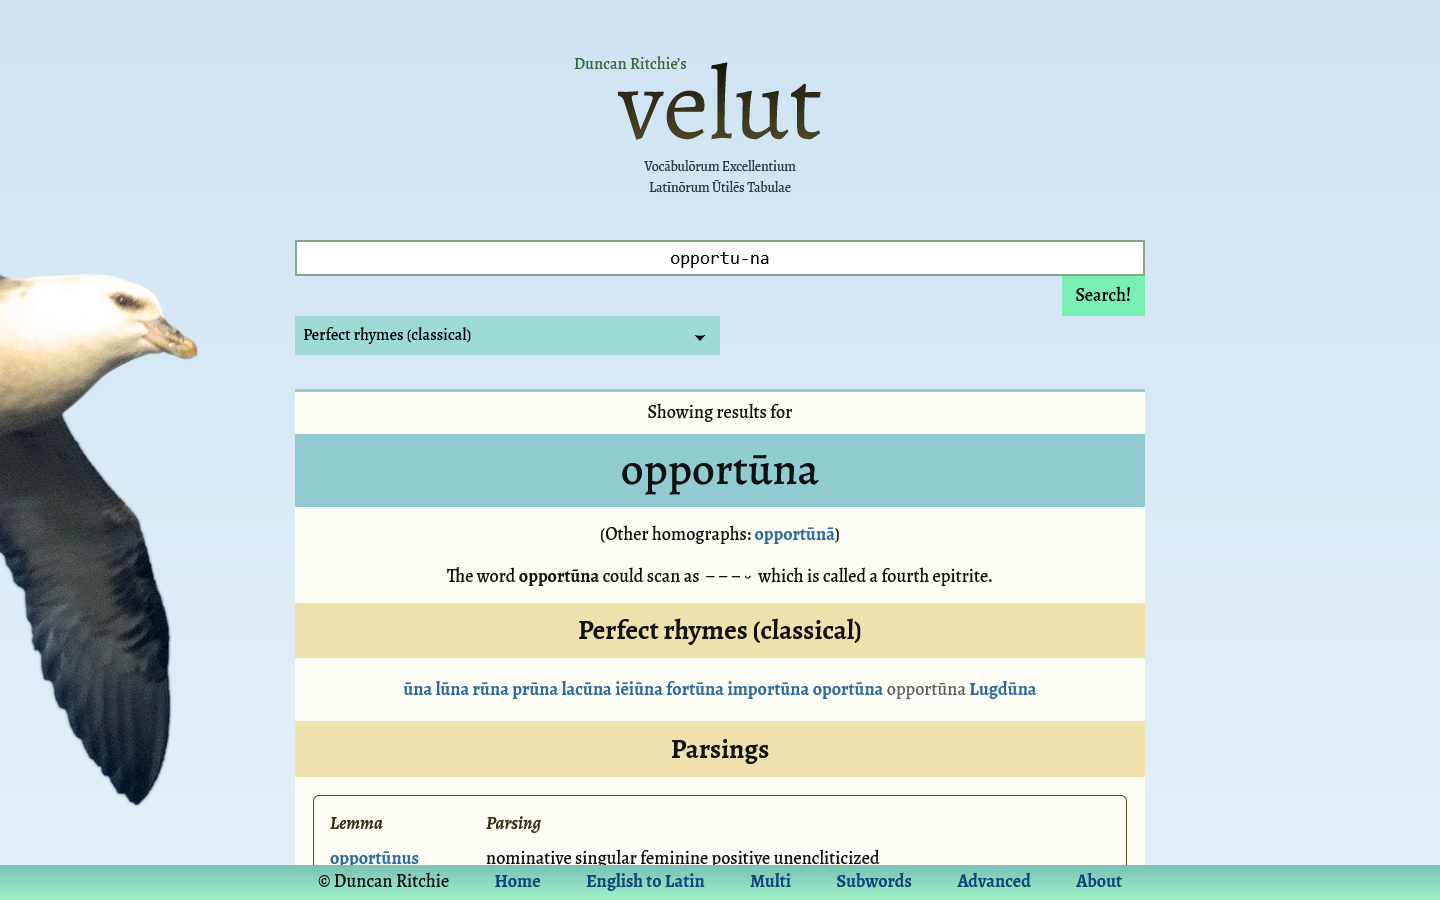 Duncan Ritchie's
velut
Vocābulōrum Excellentium
Latīnōrum Ūtilēs Tabulae
opportu-na
Search!
Perfect rhymes (classical)
Showing results for
opportūna
(Other homographs: opportūnā)
The word opportūna could scan as – – – ⏑ which is called a fourth epitrite.
Perfect rhymes (classical)
ūna lūna rūna prūna lacūna iēiūna fortūna importūna oportūna opportūna Lugdūna
Parsings
Lemma Parsing
opportūnus nominative singular feminine positive unencliticized
© Duncan Ritchie Home English to Latin Multi Subwords Advanced About